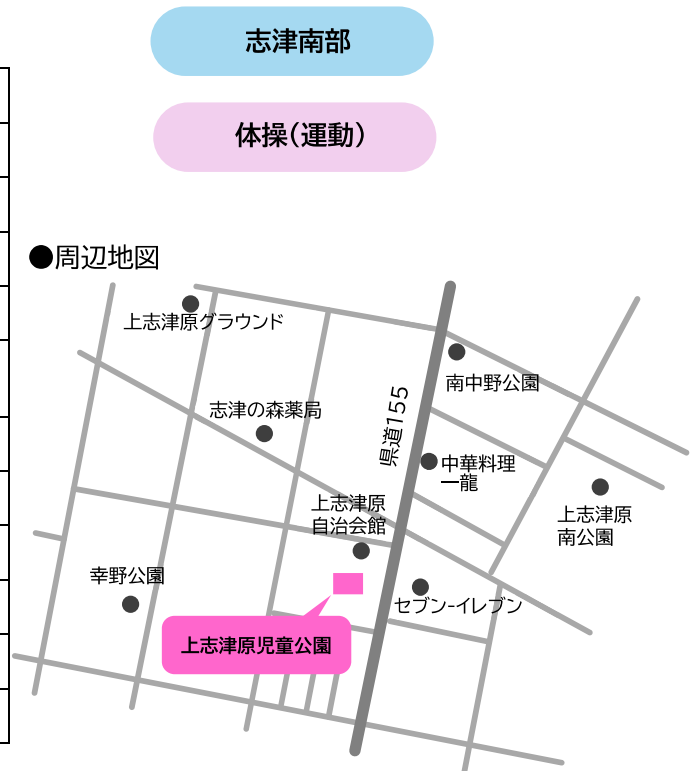 志津南部
体操(運動)
●周辺地図
上志津原グラウンド
南中野公園
県道155
志津の森薬局
中華料理
一龍
上志津原
自治会館
上志津原
南公園
幸野公園
セブン-イレブン
上志津原児童公園